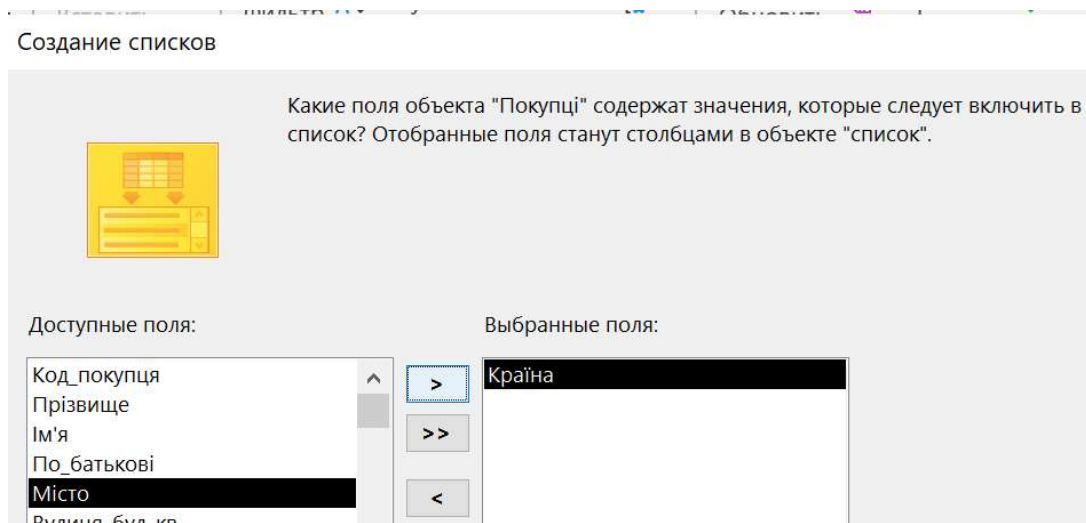 Создание списков
Какие поля объекта "Покупці" содержат значения, которые следует включить в
список? Отобранные поля станут столбцами в объекте "список".
Доступные поля:
Выбранные поля:
Код_покупця
Прізвище
Ім'я
По_батькові
Місто
>
>>
<
Країна